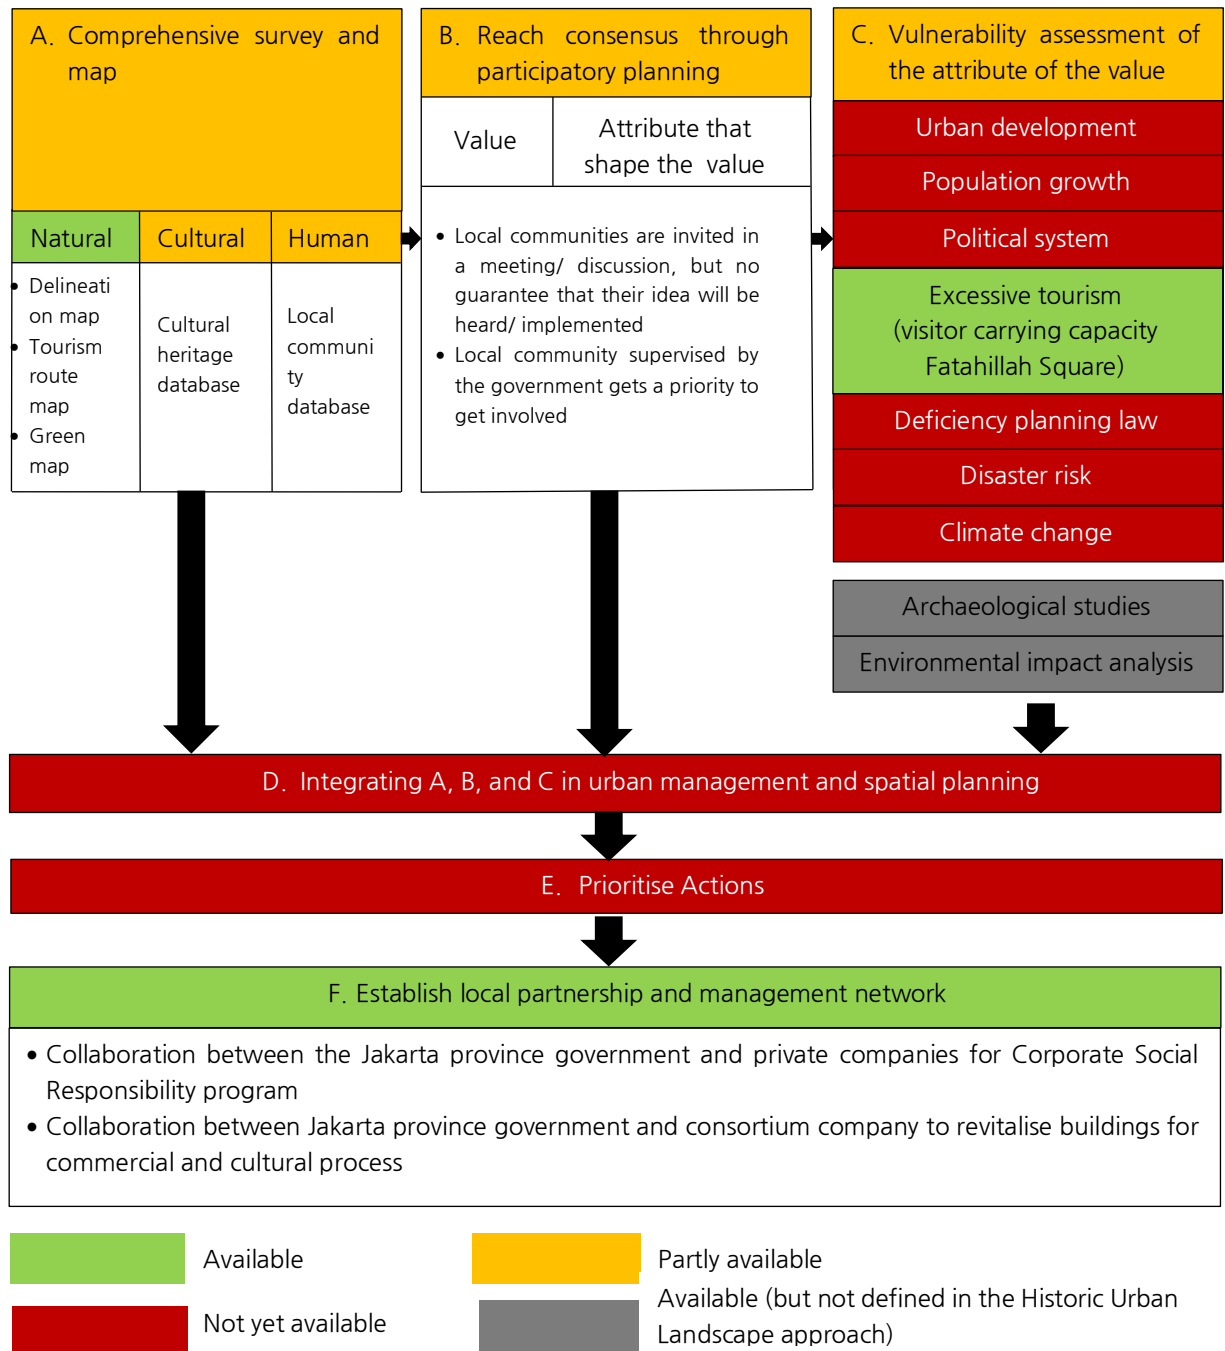 A. Comprehensive survey and
map
Natural
Cultural
Human
• Delineati
on map
• Tourism
route
map
• Green
map
Cultural
heritage
database
Local
communi
ty
database
B. Reach consensus through
participatory planning
Value
Attribute that
shape the value
• Local communities are invited in
a meeting/ discussion, but no
guarantee that their idea will be
heard/ implemented
• Local community supervised by
the government gets a priority to
get involved
C. Vulnerability assessment of
the attribute of the value
Urban development
Population growth
Political system
Excessive tourism
(visitor carrying capacity
Fatahillah Square)
Deficiency planning law
Disaster risk
Climate change
Archaeological studies
Environmental impact analysis
D. Integrating A, B, and C in urban management and spatial planning
E. Prioritise Actions
F. Establish local partnership and management network
• Collaboration between the Jakarta province government and private companies for Corporate Social
Responsibility program
• Collaboration between Jakarta province government and consortium company to revitalise buildings for
commercial and cultural process
Available
Partly available
Not yet available
Available (but not defined in the Historic Urban
Landscape approach)